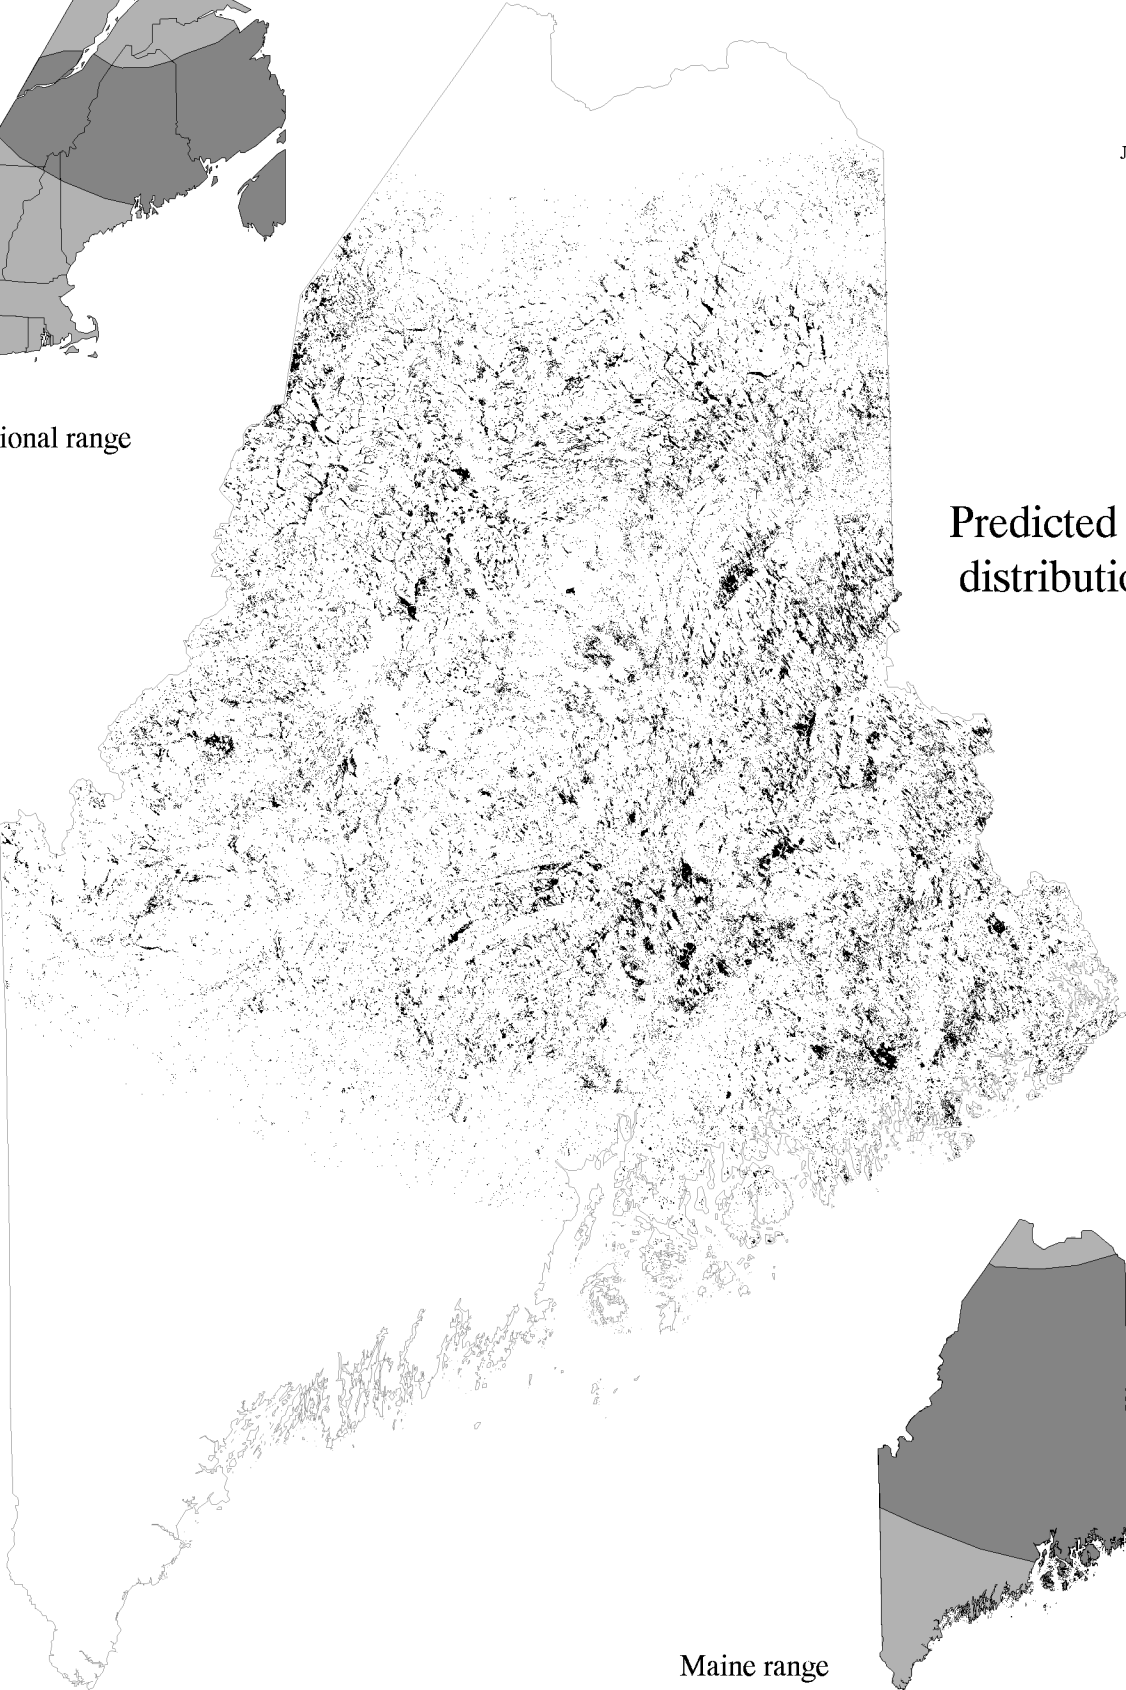 J
ional range
Predicted
distributio
Maine range